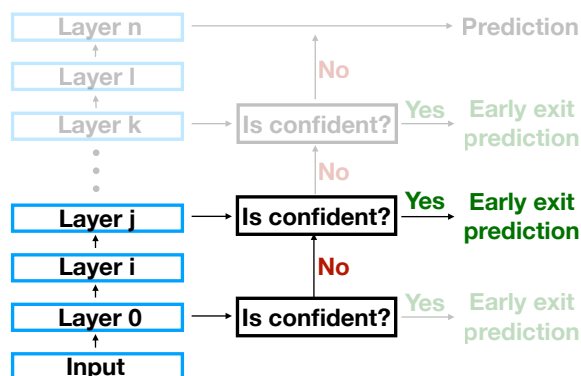 Layer n
Prediction
Layer l
No
Layer k
Is confident?
Yes
Early exit
prediction
No
Layer j
Is confident?
Yes
Early exit
prediction
Layer i
No
Layer 0
Is confident?
Yes
Early exit
prediction
Input